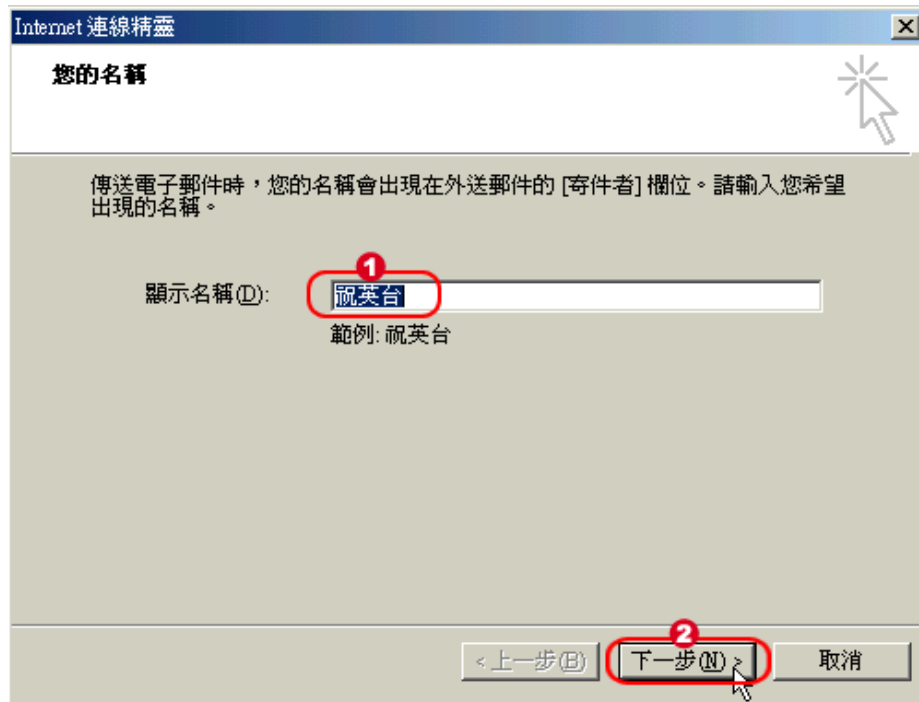 Internet 連線精靈
您的名稱
傳送電子郵件時，您的名稱會出現在外送郵件的 [寄件者] 欄位。請輸入您希望
出現的名稱。
1
顯示名稱(D): 祝英台
範例: 祝英台
2
<上一步(B) 下一步(N) > 取消